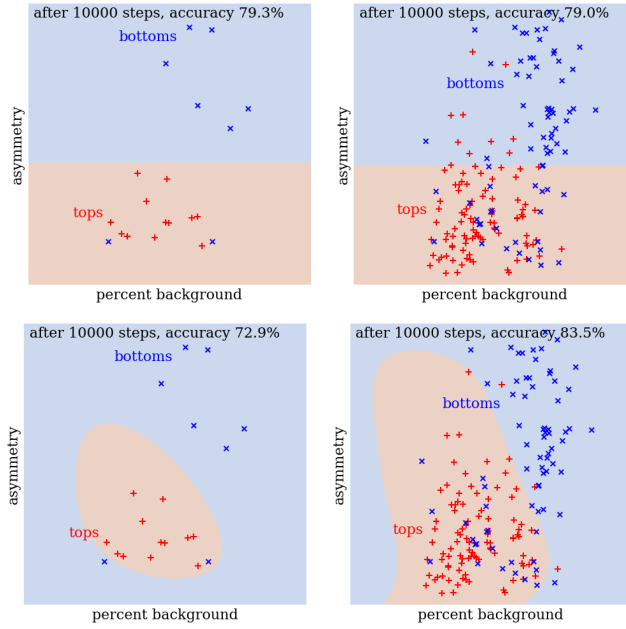 after 10000 steps, accuracy 79.3%
bottoms
tops
asymmetry
percent background
after 10000 steps, accuracy 79.0%
bottoms
tops
asymmetry
percent background
after 10000 steps, accuracy 72.9%
bottoms
tops
asymmetry
percent background
after 10000 steps, accuracy 83.5%
bottoms
tops
asymmetry
percent background